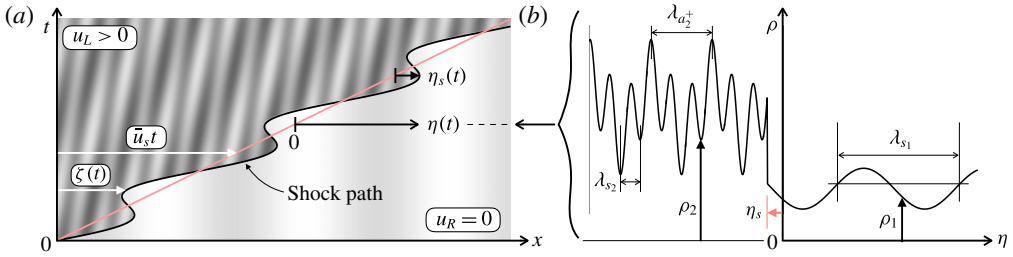 (a)
t
u_L > 0
η_s(t)
ū_s t
0
η(t)
ζ(t)
Shock path
u_R = 0
0
x
(b)
λ_{a_2^+}
ρ
λ_{s_1}
λ_{s_2}
ρ_2
η_s
ρ_1
0
η